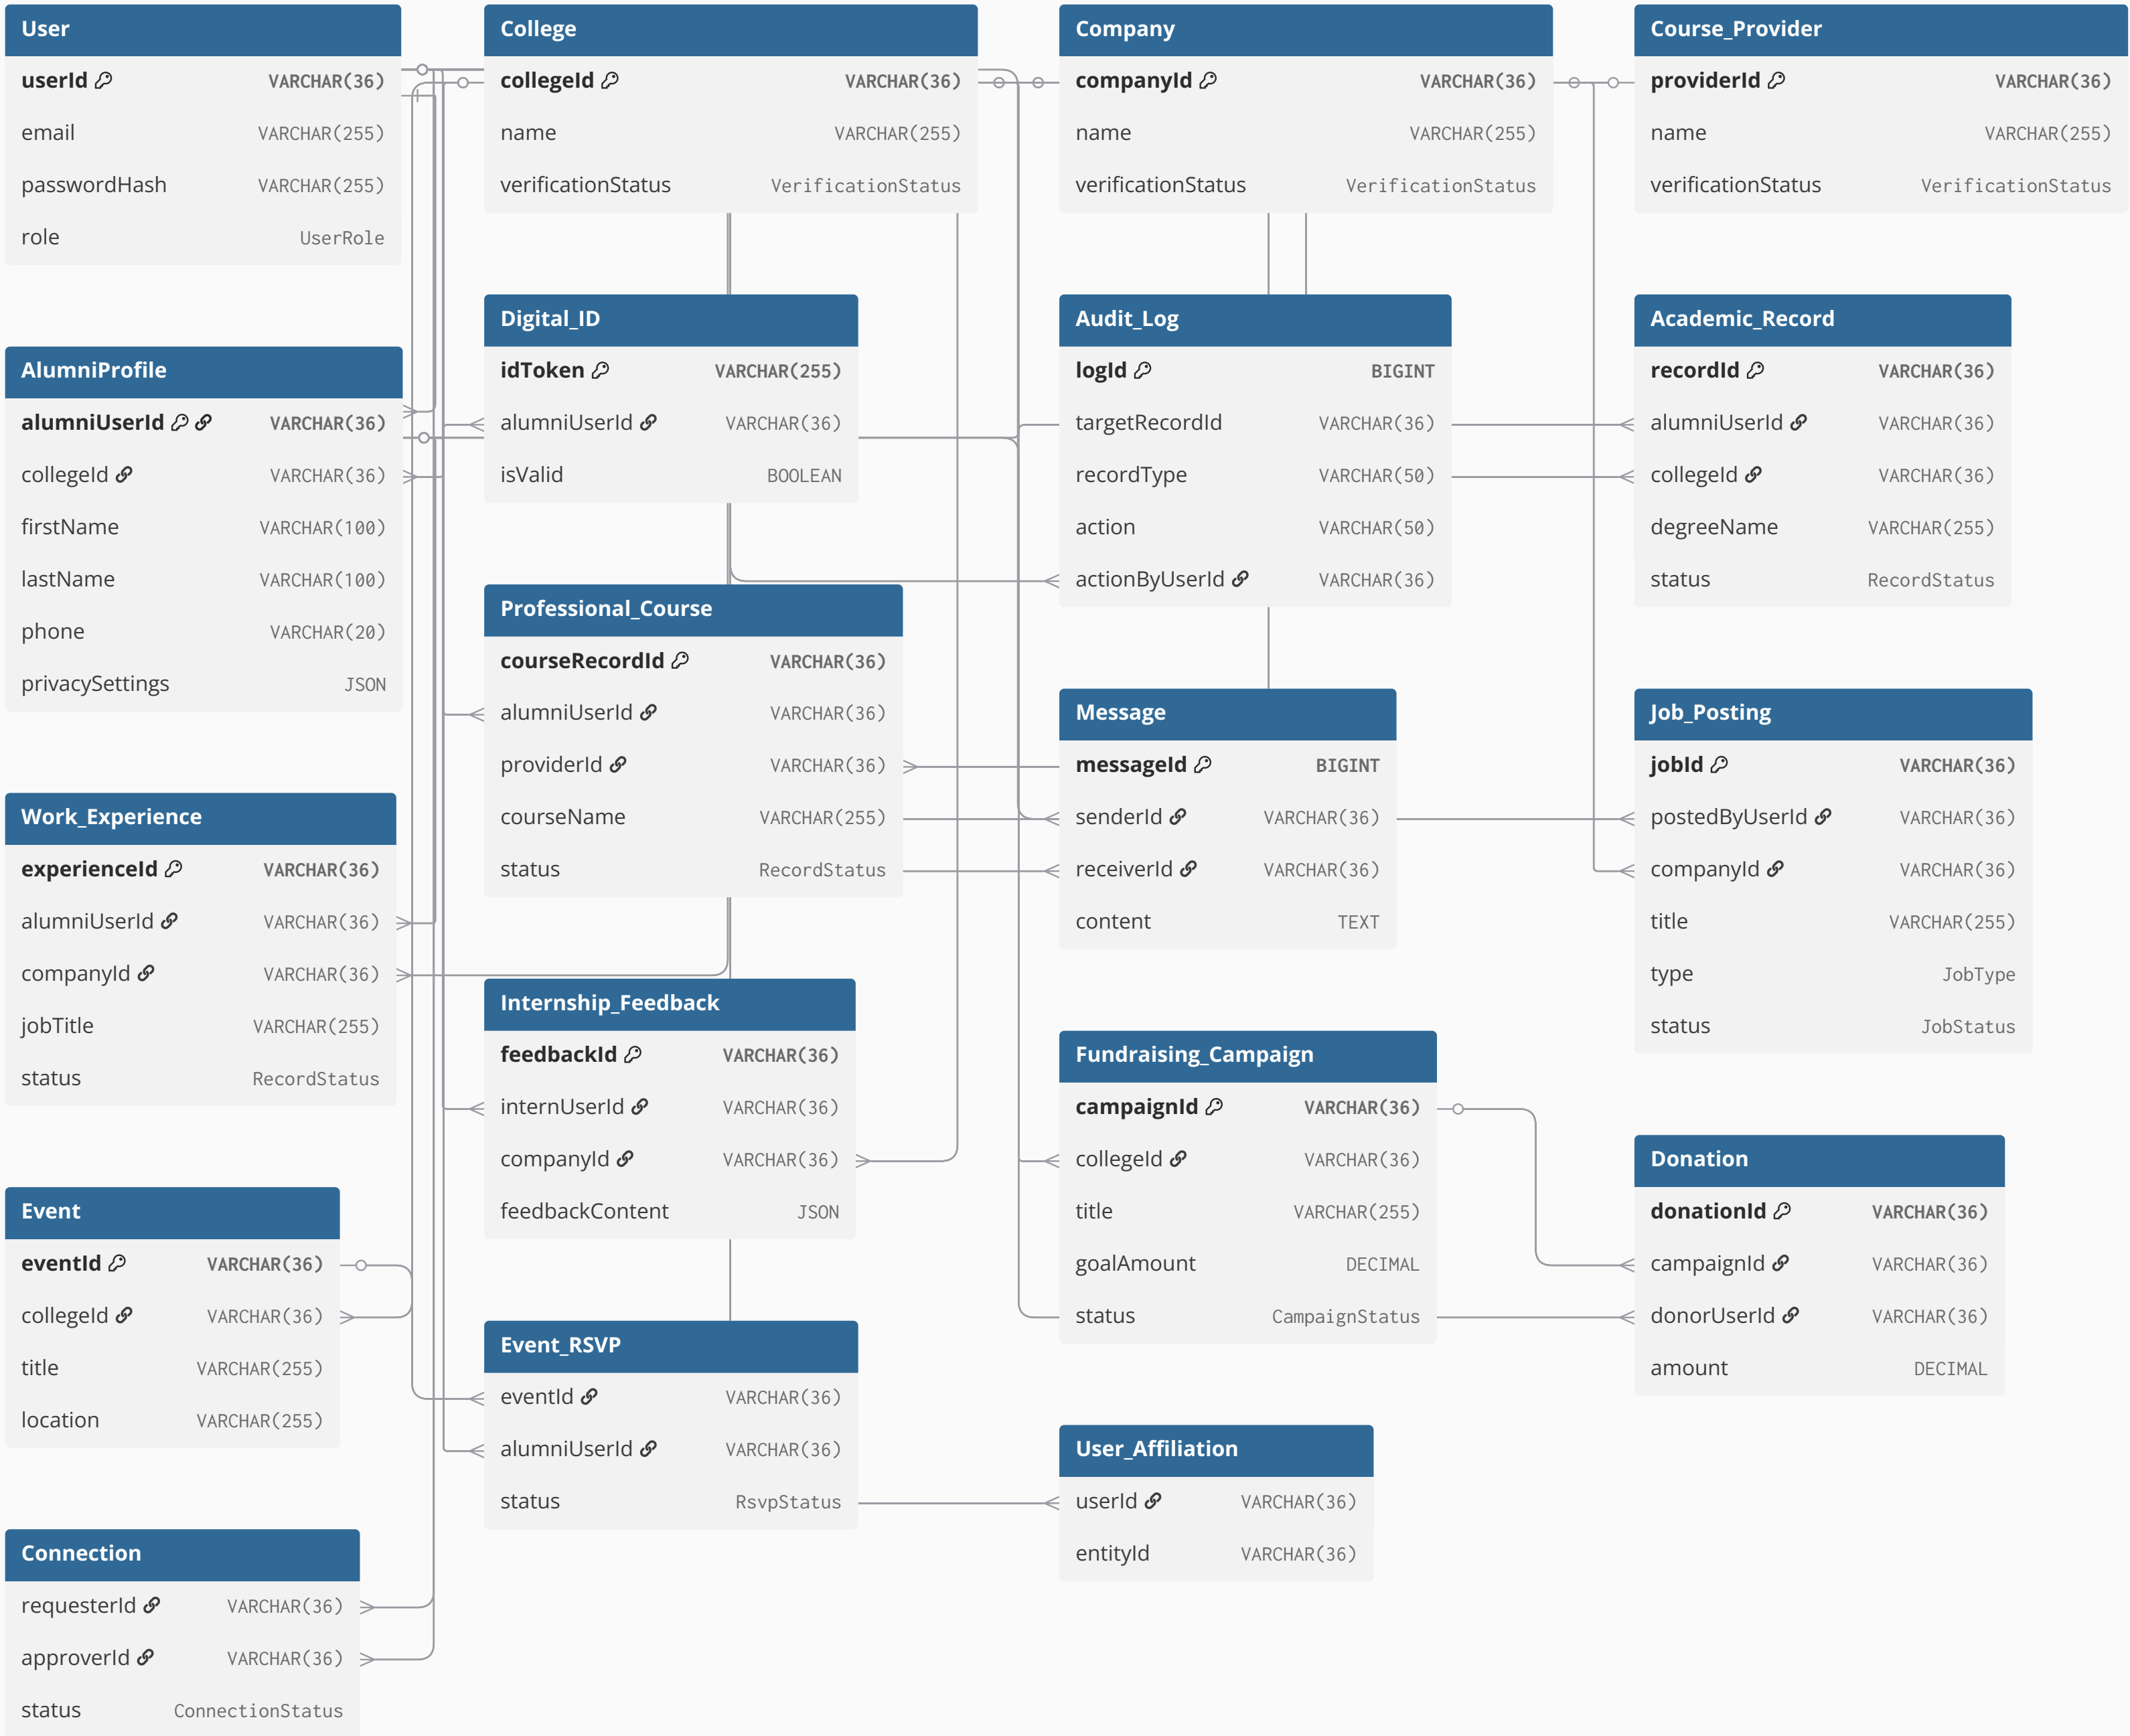 User
userId VARCHAR(36)
email VARCHAR(255)
passwordHash VARCHAR(255)
role UserRole
College
collegeId VARCHAR(36)
name VARCHAR(255)
verificationStatus VerificationStatus
Company
companyId VARCHAR(36)
name VARCHAR(255)
verificationStatus VerificationStatus
Course_Provider
providerId VARCHAR(36)
name VARCHAR(255)
verificationStatus VerificationStatus
AlumniProfile
alumniUserId VARCHAR(36)
collegeId VARCHAR(36)
firstName VARCHAR(100)
lastName VARCHAR(100)
phone VARCHAR(20)
privacySettings JSON
Digital_ID
idToken VARCHAR(255)
alumniUserId VARCHAR(36)
isValid BOOLEAN
Audit_Log
logId BIGINT
targetRecordId VARCHAR(36)
recordType VARCHAR(50)
action VARCHAR(50)
actionByUserId VARCHAR(36)
Academic_Record
recordId VARCHAR(36)
alumniUserId VARCHAR(36)
collegeId VARCHAR(36)
degreeName VARCHAR(255)
status RecordStatus
Professional_Course
courseRecordId VARCHAR(36)
alumniUserId VARCHAR(36)
providerId VARCHAR(36)
courseName VARCHAR(255)
status RecordStatus
Message
messageId BIGINT
senderId VARCHAR(36)
receiverId VARCHAR(36)
content TEXT
Job_Posting
jobId VARCHAR(36)
postedByUserId VARCHAR(36)
companyId VARCHAR(36)
title VARCHAR(255)
type JobType
status JobStatus
Work_Experience
experienceId VARCHAR(36)
alumniUserId VARCHAR(36)
companyId VARCHAR(36)
jobTitle VARCHAR(255)
status RecordStatus
Internship_Feedback
feedbackId VARCHAR(36)
internUserId VARCHAR(36)
companyId VARCHAR(36)
feedbackContent JSON
Fundraising_Campaign
campaignId VARCHAR(36)
collegeId VARCHAR(36)
title VARCHAR(255)
goalAmount DECIMAL
status CampaignStatus
Donation
donationId VARCHAR(36)
campaignId VARCHAR(36)
donorUserId VARCHAR(36)
amount DECIMAL
Event
eventId VARCHAR(36)
collegeId VARCHAR(36)
title VARCHAR(255)
location VARCHAR(255)
Event_RSVP
eventId VARCHAR(36)
alumniUserId VARCHAR(36)
status RsvpStatus
User_Affiliation
userId VARCHAR(36)
entityId VARCHAR(36)
Connection
requesterId VARCHAR(36)
approverId VARCHAR(36)
status ConnectionStatus